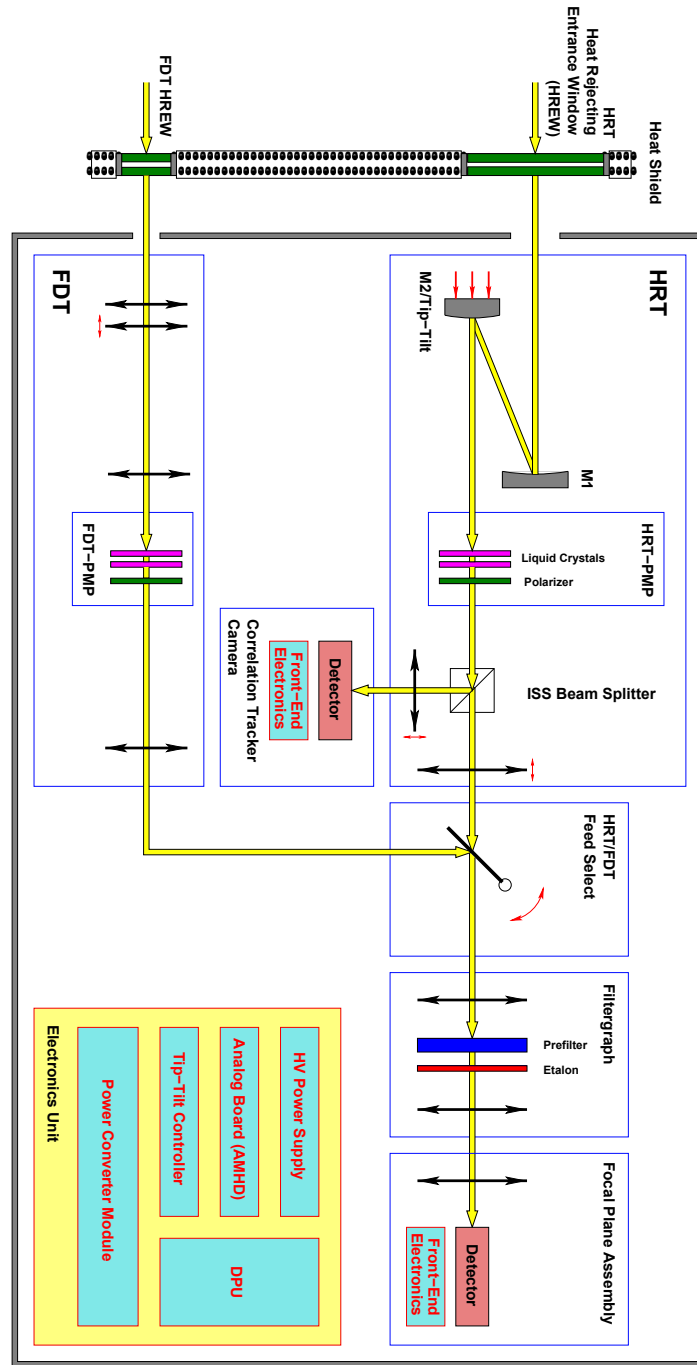 Heat Shield
HRT
Heat Rejecting
Entrance Window
(HREW)
FDT HREW
HRT
M2/Tip-Tilt
M1
HRT-PMP
Liquid Crystals
Polarizer
ISS Beam Splitter
FDT
FDT-PMP
Detector
Front-End
Electronics
Correlation Tracker
Camera
HRT/FDT
Feed Select
Filtergraph
Prefilter
Etalon
Focal Plane Assembly
Detector
Front-End
Electronics
HV Power Supply
Analog Board (AMHD)
Tip-Tilt Controller
DPU
Power Converter Module
Electronics Unit